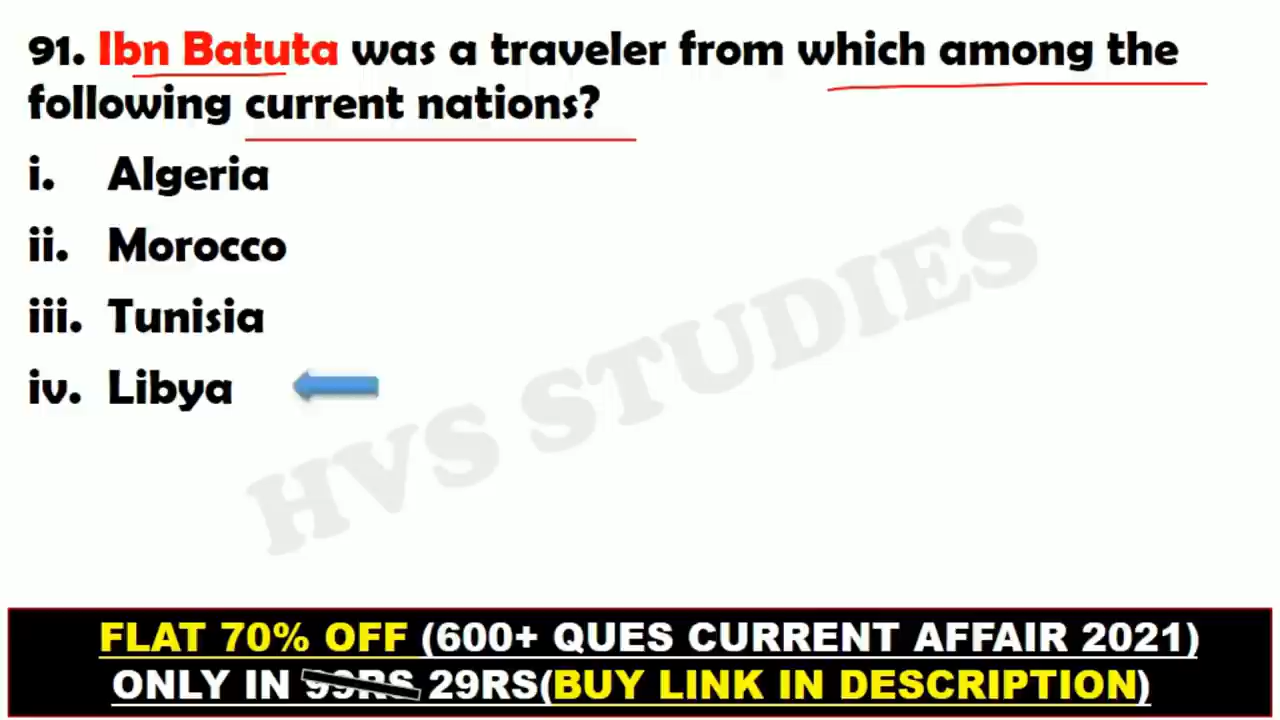 91. Ibn Batuta was a traveler from which among the
following current nations?
i. Algeria
ii. Morocco
iii. Tunisia
iv. Libya
HVS STUDIES
FLAT 70% OFF (600+ QUES CURRENT AFFAIR 2021)
ONLY IN 99RS 29RS(BUY LINK IN DESCRIPTION)